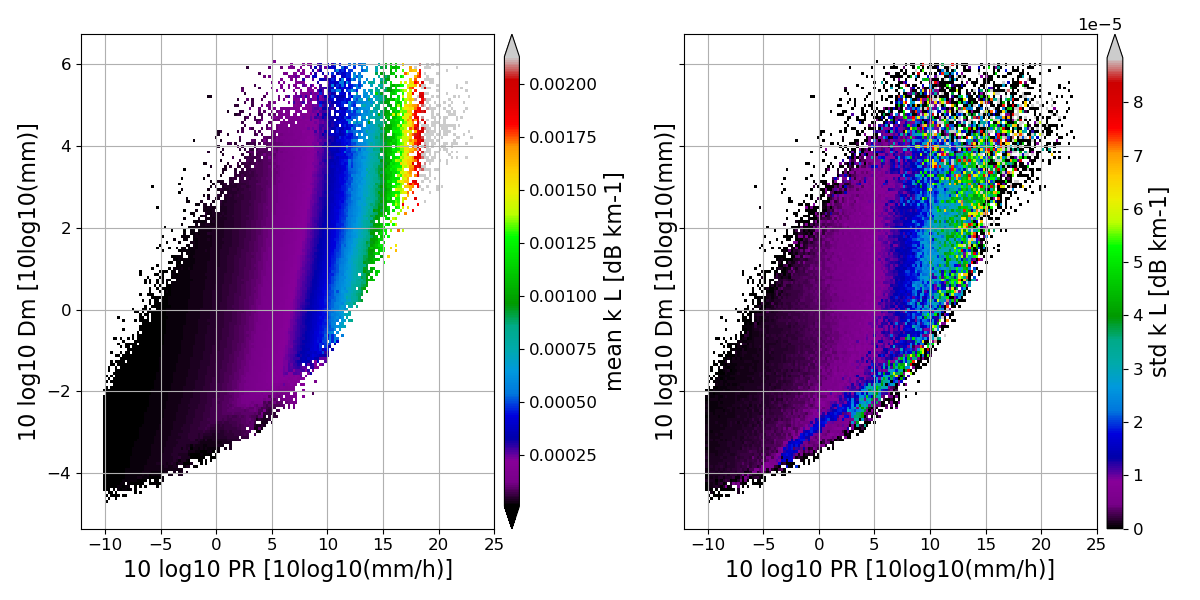 1e−5
6
4
2
0
−2
−4
10 log10 Dm [10log10(mm)]
−10 −5 0 5 10 15 20 25
10 log10 PR [10log10(mm/h)]
0.00200
0.00175
0.00150
0.00125
0.00100
0.00075
0.00050
0.00025
mean k L [dB km-1]
10 log10 Dm [10log10(mm)]
−10 −5 0 5 10 15 20 25
10 log10 PR [10log10(mm/h)]
8
7
6
5
4
3
2
1
0
std k L [dB km-1]